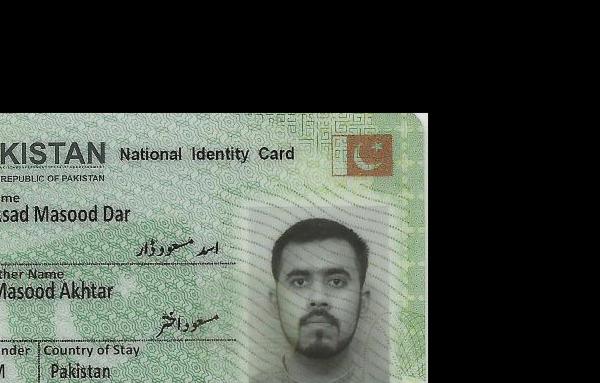 KISTAN National Identity Card
REPUBLIC OF PAKISTAN
me
sad Masood Dar
اسد مسعود ڈار
ther Name
Masood Akhtar
مسعود اختر
nder Country of Stay
M Pakistan